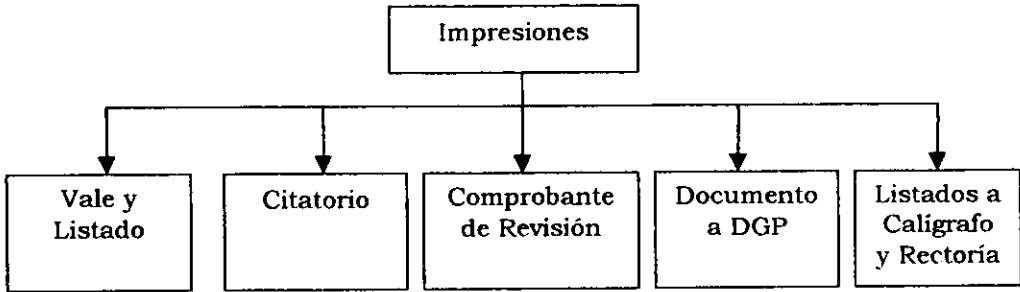 Impresiones
Vale y
Listado
Citatorio
Comprobante
de Revisión
Documento
a DGP
Listados a
Calígrafo
y Rectoría